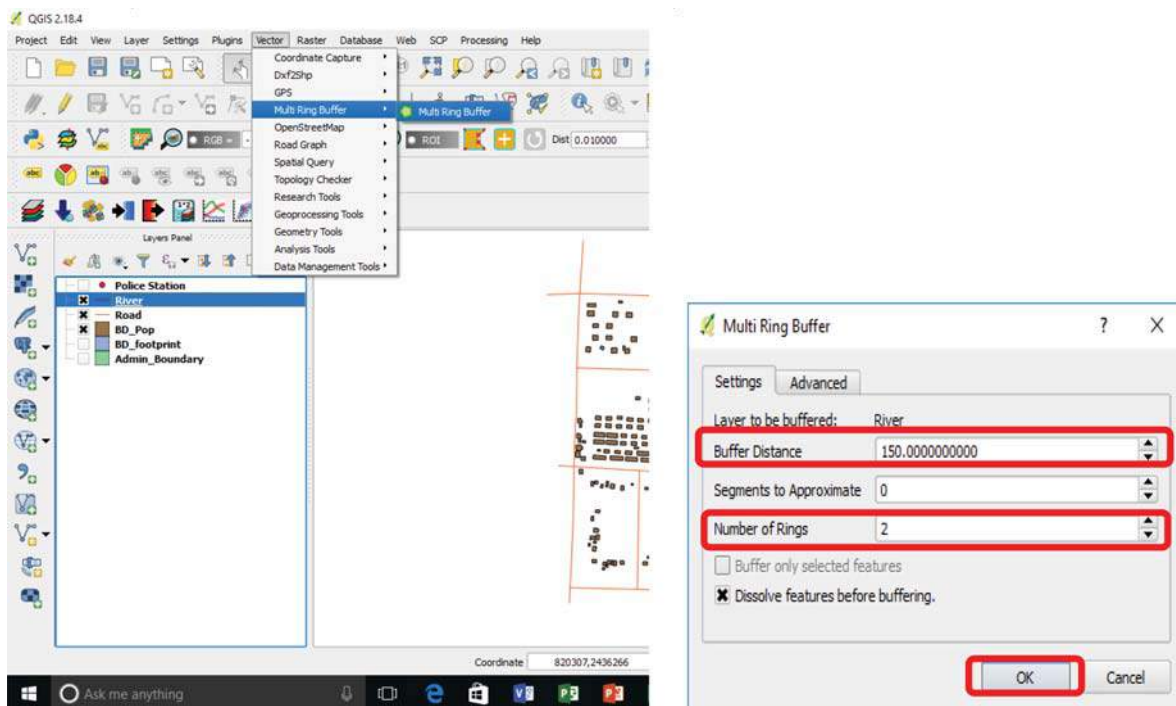 QGIS 2.18.4
Project Edit View Layer Settings Plugins Vector Raster Database Web SCP Processing Help
Coordinate Capture
Dxf2Shp
GPS
Multi Ring Buffer
Multi Ring Buffer
OpenStreetMap
Road Graph
Spatial Query
Topology Checker
Research Tools
Geoprocessing Tools
Geometry Tools
Analysis Tools
Data Management Tools
RGB =
ROI
Dist 0.010000
abc
Layers Panel
Police Station
River
Road
BD_Pop
BD_footprint
Admin_Boundary
Coordinate 820307,2436266
Ask me anything
Multi Ring Buffer ? X
Settings Advanced
Layer to be buffered: River
Buffer Distance 150.0000000000
Segments to Approximate 0
Number of Rings 2
Buffer only selected features
Dissolve features before buffering.
OK Cancel